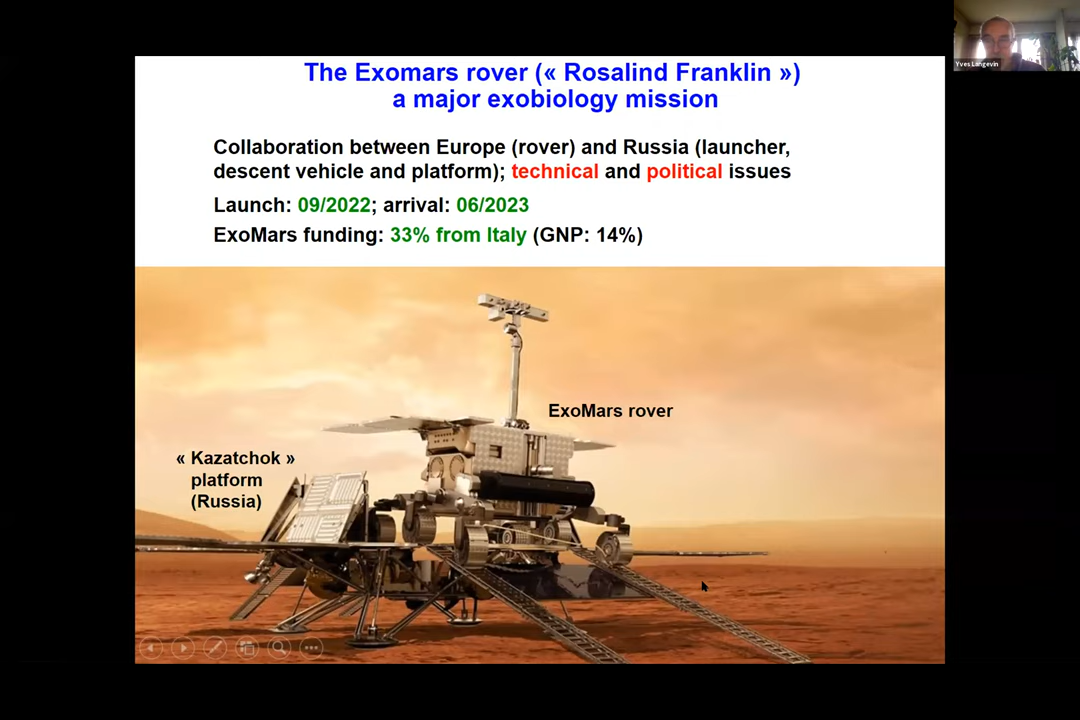 The Exomars rover (« Rosalind Franklin »)
a major exobiology mission
Collaboration between Europe (rover) and Russia (launcher,
descent vehicle and platform); technical and political issues
Launch: 09/2022; arrival: 06/2023
ExoMars funding: 33% from Italy (GNP: 14%)
ExoMars rover
« Kazatchok »
platform
(Russia)
Yves Langevin